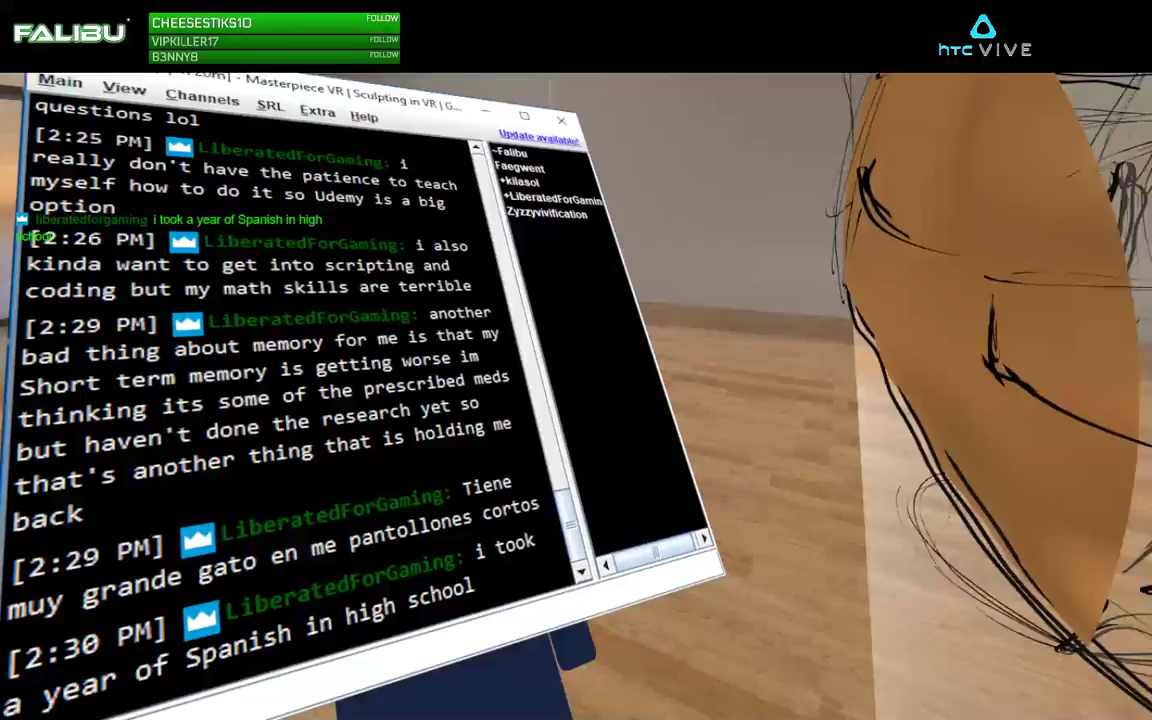 FALIBU
CHEESESTIKS10 FOLLOW
VIPKILLER17 FOLLOW
B3NNY8 FOLLOW
hTC VIVE
- Masterpiece VR | Sculpting in VR | G...
Main View Channels SRL Extra Help
Update available!
questions lol
[2:25 PM] LiberatedForGaming: i
really don't have the patience to teach
myself how to do it so Udemy is a big
option
liberatedforgaming i took a year of Spanish in high
school
[2:26 PM] LiberatedForGaming: i also
kinda want to get into scripting and
coding but my math skills are terrible
[2:29 PM] LiberatedForGaming: another
bad thing about memory for me is that my
Short term memory is getting worse im
thinking its some of the prescribed meds
but haven't done the research yet so
that's another thing that is holding me
back
[2:29 PM] LiberatedForGaming: Tiene
muy grande gato en me pantollones cortos
[2:30 PM] LiberatedForGaming: i took
a year of Spanish in high school
~Falibu
Faegwent
+kilasol
+LiberatedForGamin
Zyzzyvivification